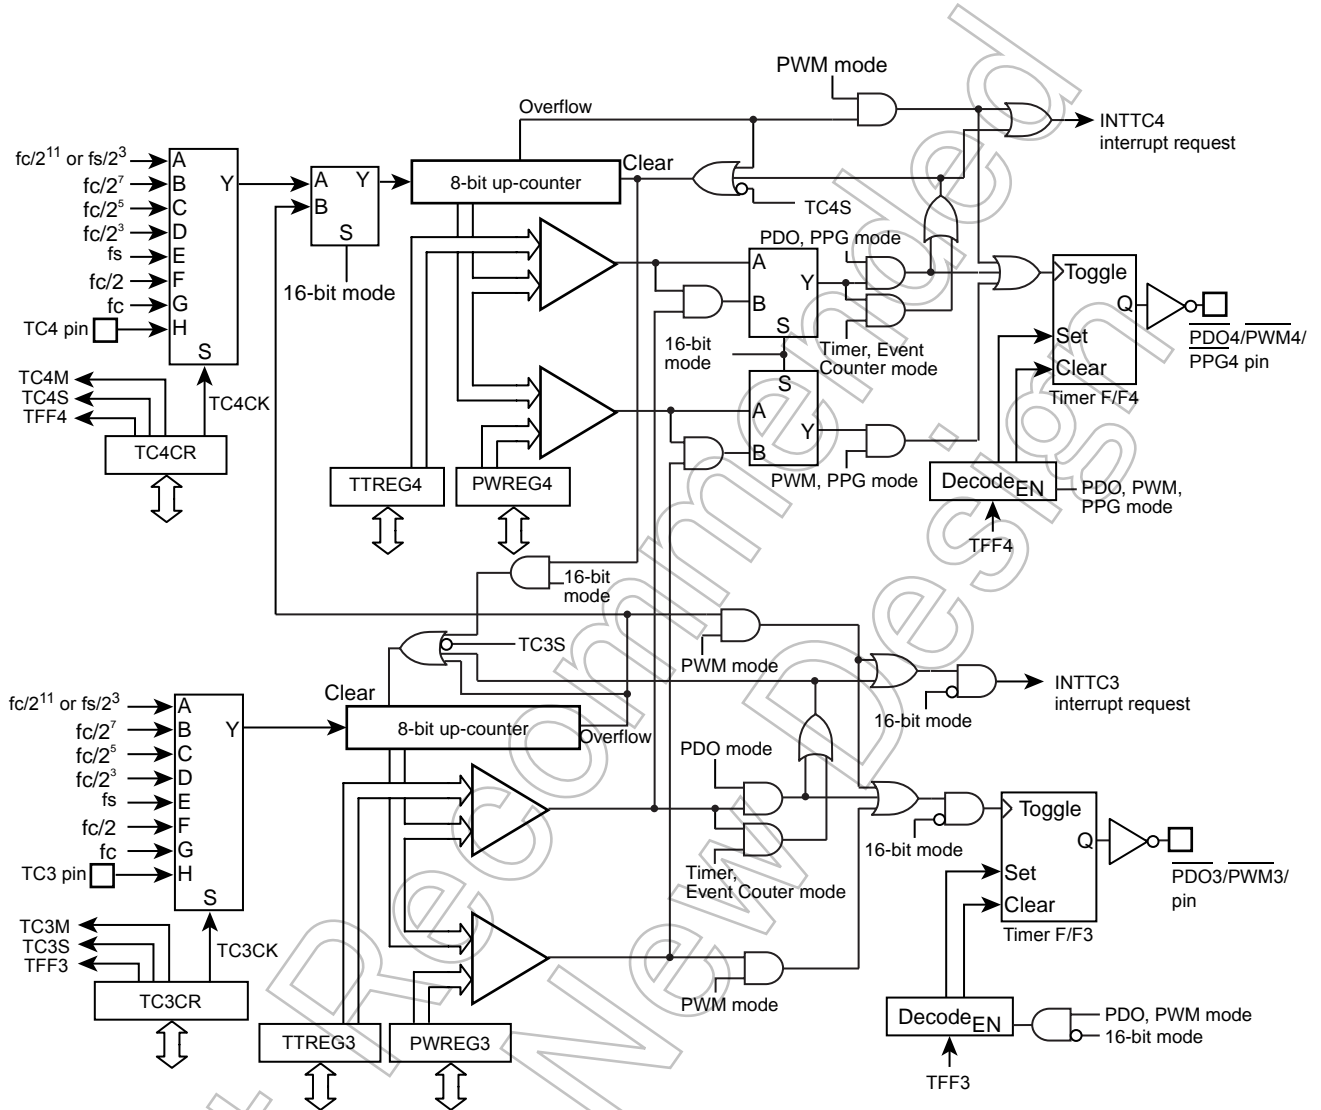 PWM mode
Overflow
INTTC4
interrupt request
fc/2¹¹ or fs/2³
fc/2⁷
fc/2⁵
fc/2³
fs
fc/2
fc
TC4 pin
A
B
C
D
E
F
G
H
Y
S
A
B
Y
S
16-bit mode
8-bit up-counter
Clear
TC4S
PDO, PPG mode
A
B
Y
S
16-bit
mode
Timer, Event
Counter mode
S
A
B
Y
PWM, PPG mode
Toggle
Q
Set
Clear
Timer F/F4
PDO4/PWM4/
PPG4 pin
TC4M
TC4S
TFF4
TC4CK
TC4CR
TTREG4
PWREG4
Decode EN
PDO, PWM,
PPG mode
TFF4
16-bit
mode
TC3S
PWM mode
INTTC3
interrupt request
16-bit mode
fc/2¹¹ or fs/2³
fc/2⁷
fc/2⁵
fc/2³
fs
fc/2
fc
TC3 pin
A
B
C
D
E
F
G
H
Y
S
Clear
8-bit up-counter
Overflow
PDO mode
Timer,
Event Couter mode
16-bit mode
Toggle
Q
Set
Clear
Timer F/F3
PDO3/PWM3/
pin
TC3M
TC3S
TFF3
TC3CK
TC3CR
TTREG3
PWREG3
PWM mode
Decode EN
PDO, PWM mode
16-bit mode
TFF3
Recommended
New Design